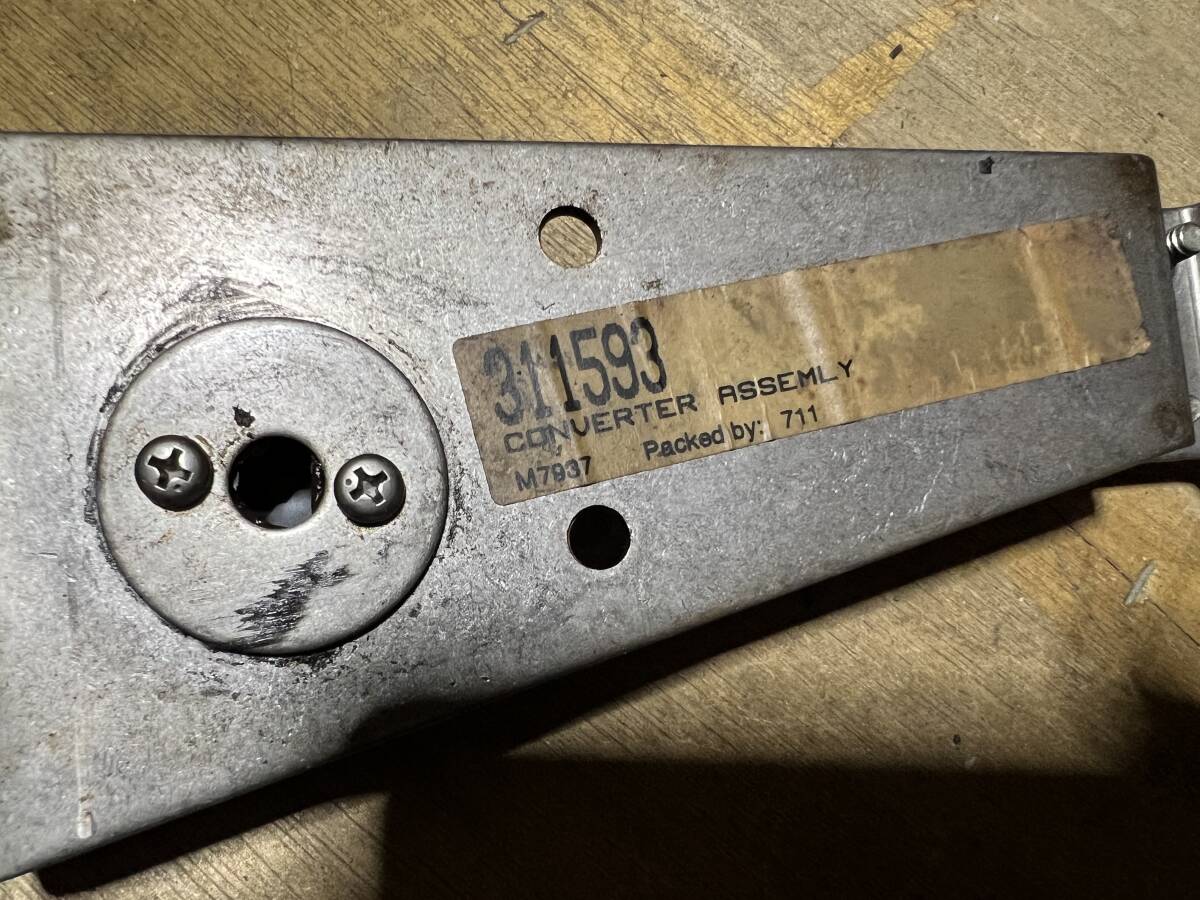 311593
CONVERTER ASSEMLY
M7937 Packed by: 711